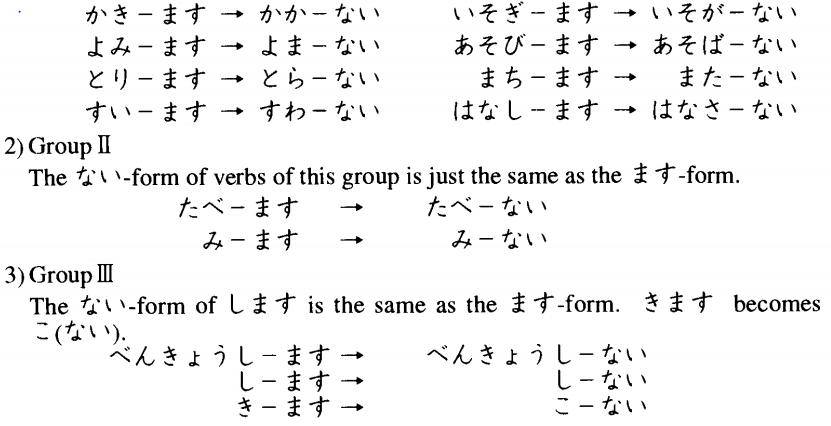 かき－ます → かか－ない いそぎ－ます → いそが－ない
よみ－ます → よま－ない あそび－ます → あそば－ない
とり－ます → とら－ない まち－ます → また－ない
すい－ます → すわ－ない はなし－ます → はなさ－ない
2) Group Ⅱ
The ない-form of verbs of this group is just the same as the ます-form.
たべ－ます → たべ－ない
み－ます → み－ない
3) Group Ⅲ
The ない-form of します is the same as the ます-form. きます becomes
こ(ない).
べんきょうし－ます → べんきょうし－ない
し－ます → し－ない
き－ます → こ－ない